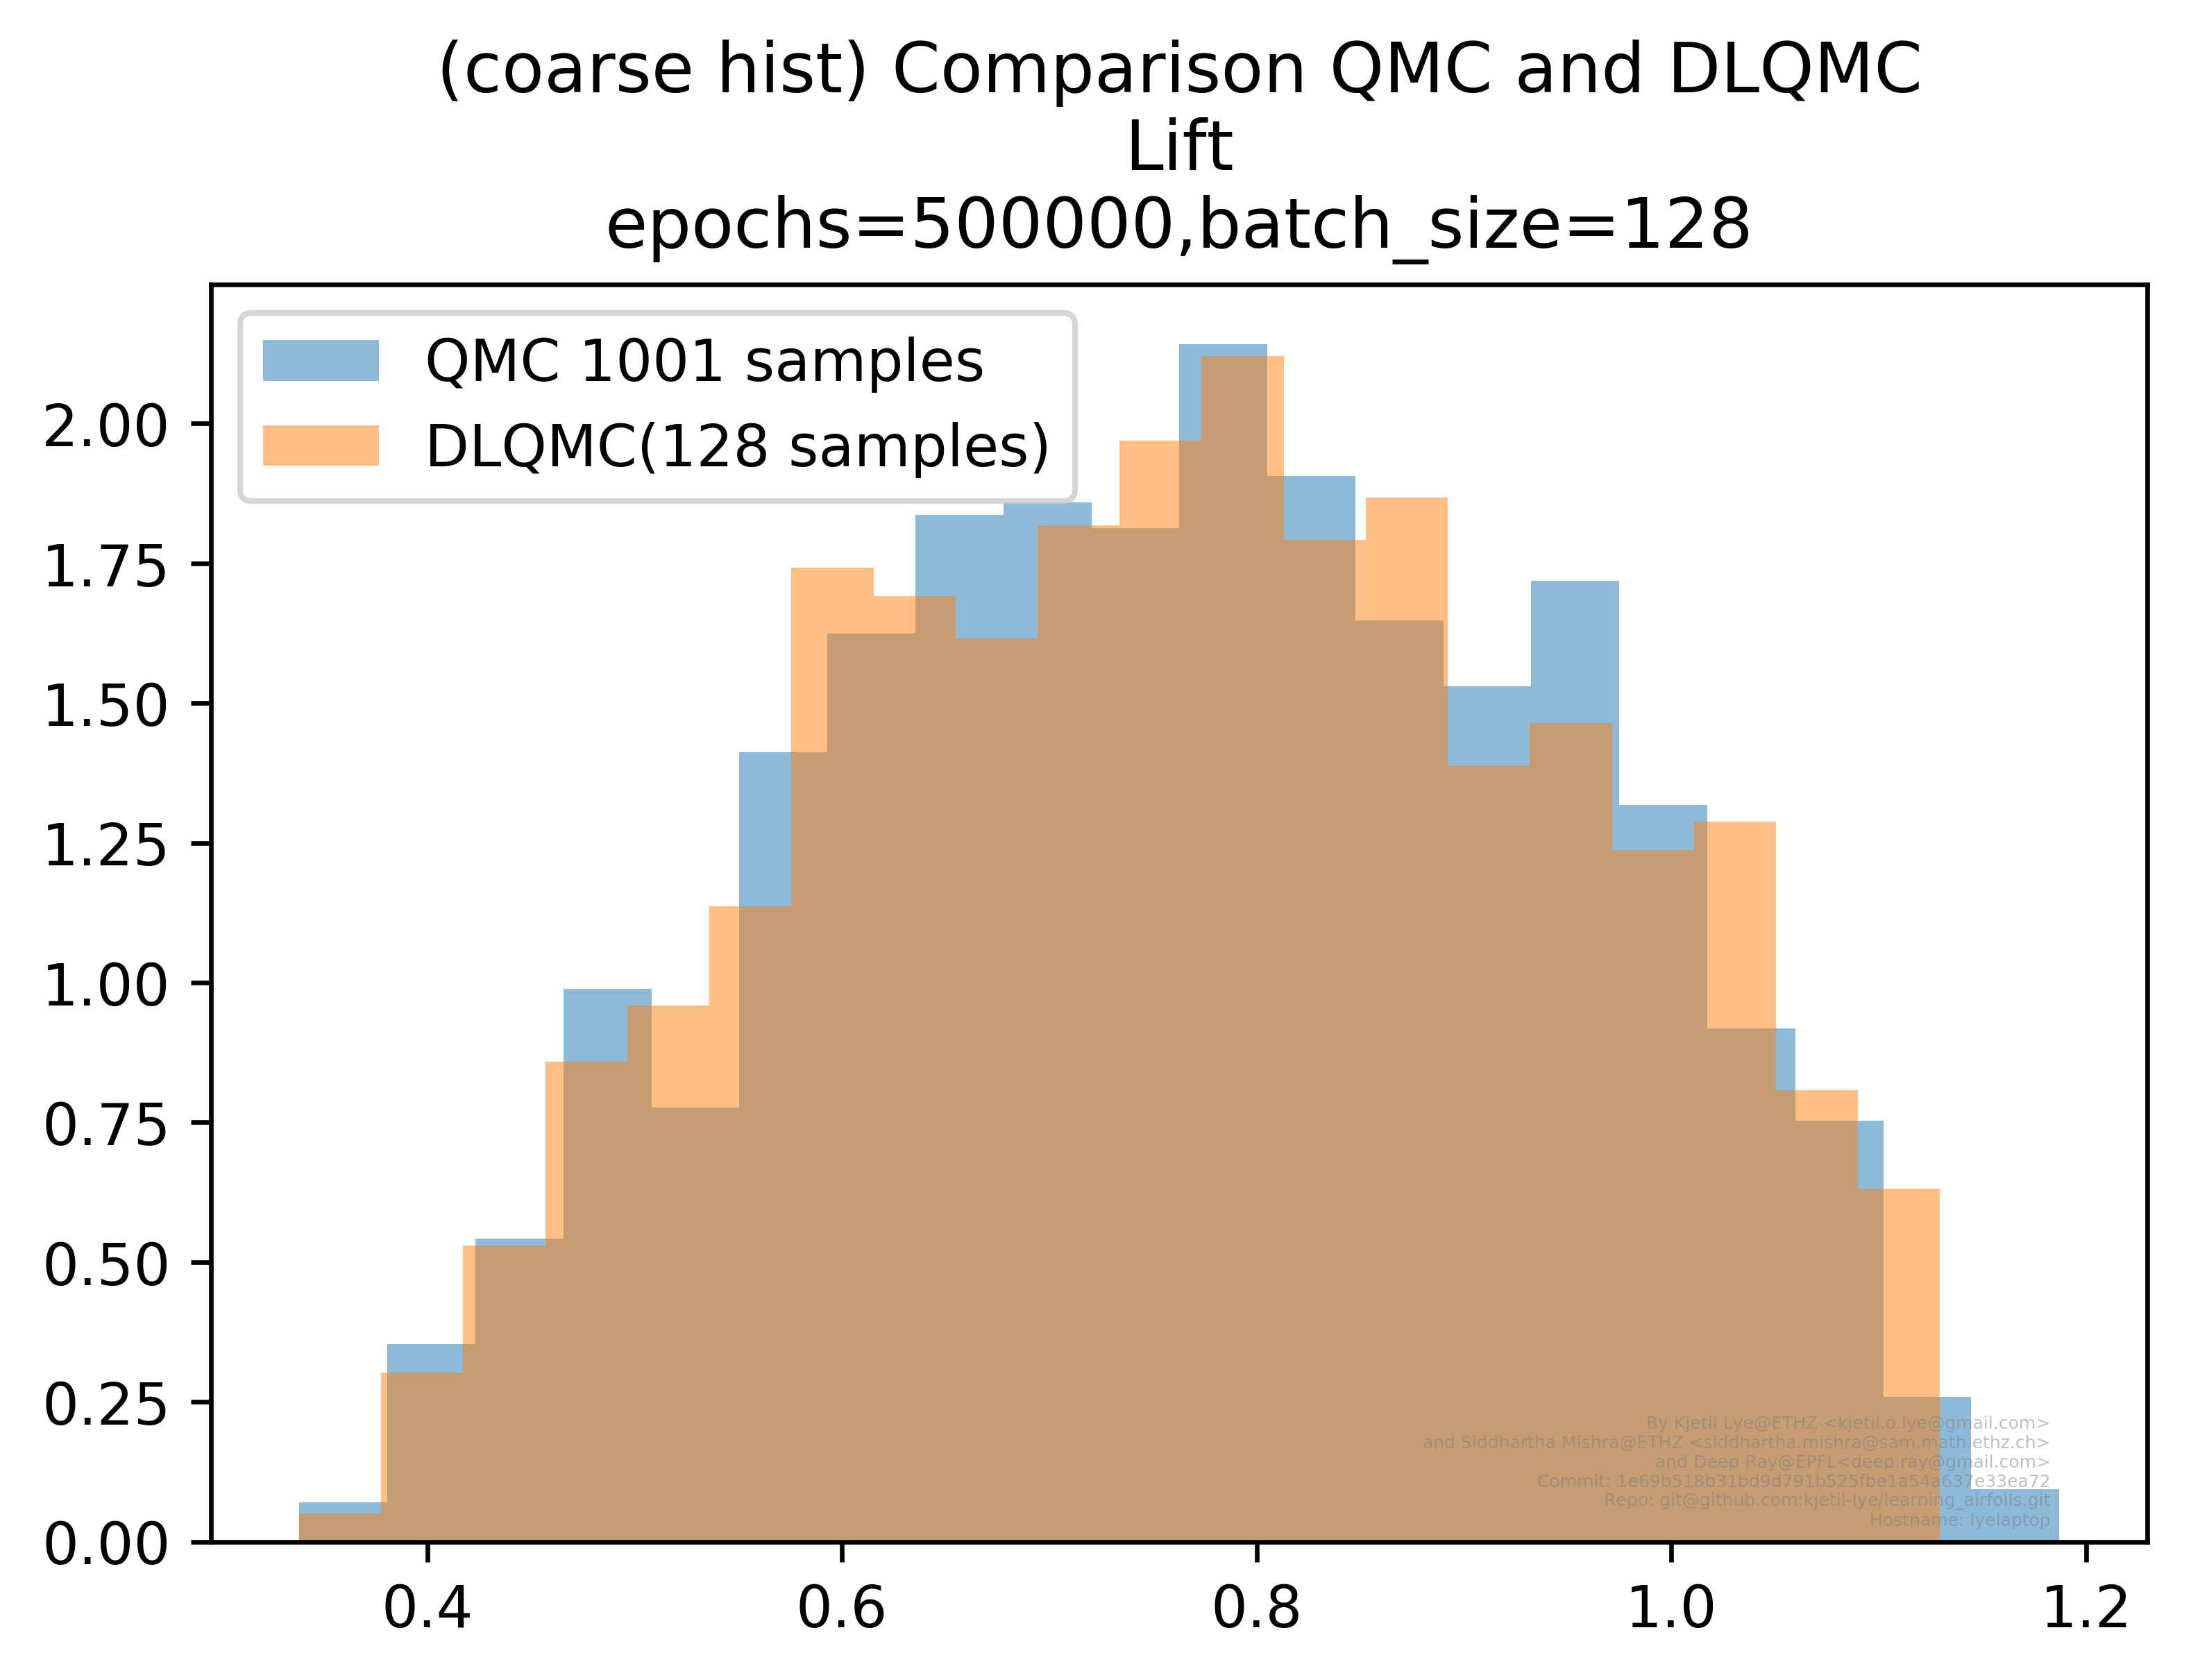 (coarse hist) Comparison QMC and DLQMC
Lift
epochs=500000,batch_size=128
QMC 1001 samples
DLQMC(128 samples)
2.00
1.75
1.50
1.25
1.00
0.75
0.50
0.25
0.00
0.4 0.6 0.8 1.0 1.2
By Kjetil Lye@ETHZ <kjetil.o.lye@gmail.com>
and Siddhartha Mishra@ETHZ <siddhartha.mishra@sam.math.ethz.ch>
and Deep Ray@EPFL<deep.ray@gmail.com>
Commit: 1e69b518b31bd9d791b525fbe1a54a637e33ea72
Repo: git@github.com:kjetil-lye/learning_airfoils.git
Hostname: lyelaptop